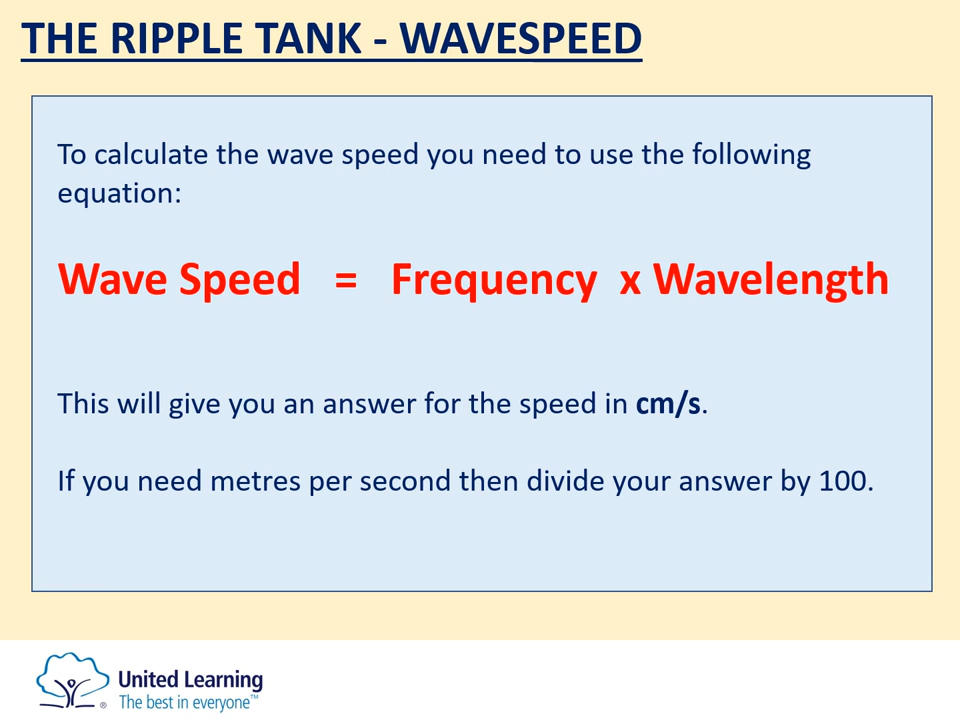 THE RIPPLE TANK - WAVESPEED
To calculate the wave speed you need to use the following
equation:
Wave Speed = Frequency x Wavelength
This will give you an answer for the speed in cm/s.
If you need metres per second then divide your answer by 100.
United Learning
®
The best in everyone™